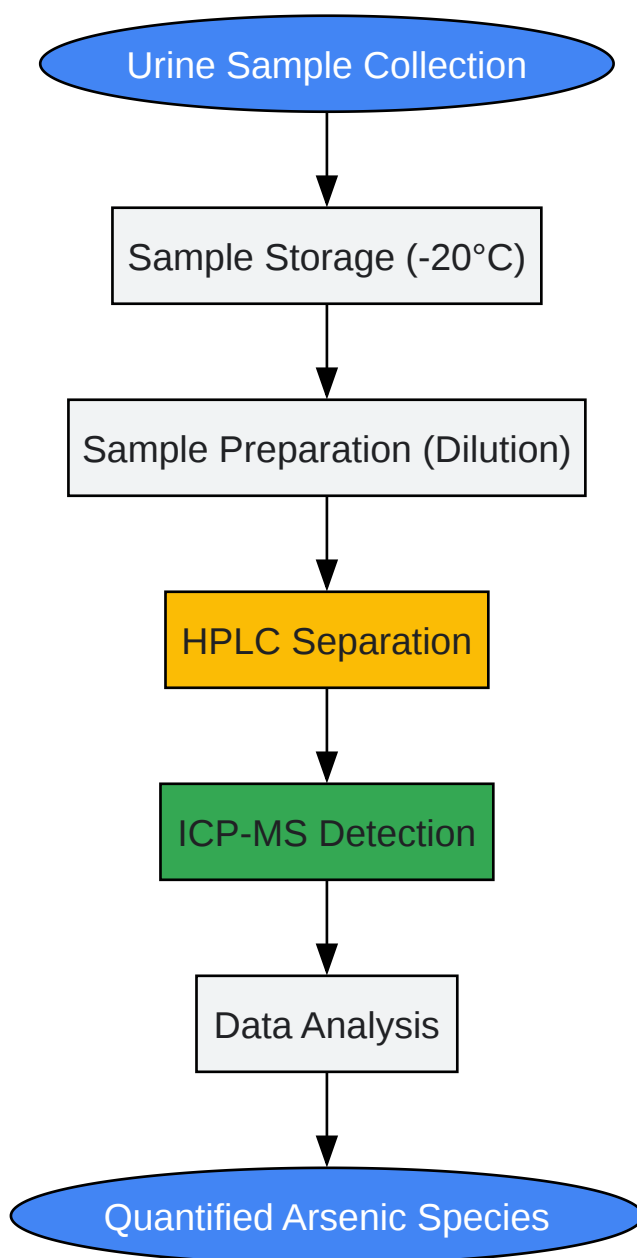 Urine Sample Collection
Sample Storage (-20°C)
Sample Preparation (Dilution)
HPLC Separation
ICP-MS Detection
Data Analysis
Quantified Arsenic Species